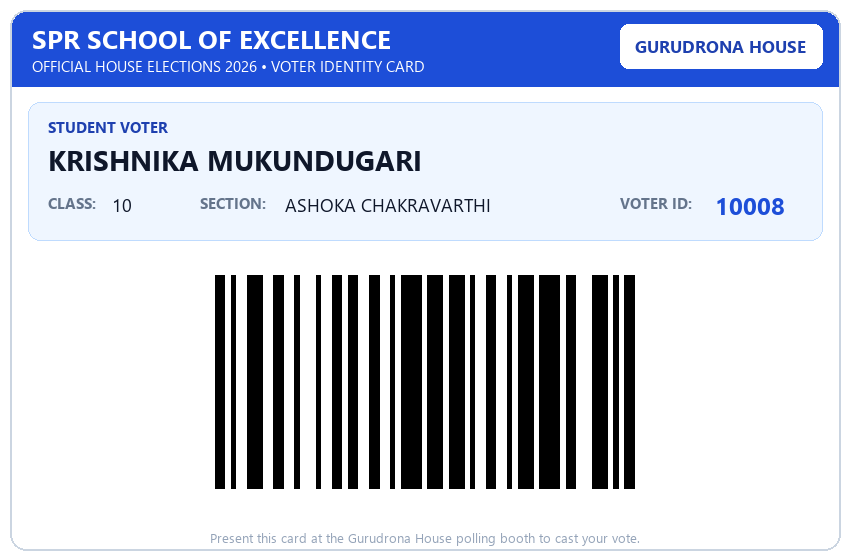 SPR SCHOOL OF EXCELLENCE
GURUDRONA HOUSE
OFFICIAL HOUSE ELECTIONS 2026 • VOTER IDENTITY CARD
STUDENT VOTER
KRISHNIKA MUKUNDUGARI
CLASS: 10 SECTION: ASHOKA CHAKRAVARTHI VOTER ID: 10008
Present this card at the Gurudrona House polling booth to cast your vote.